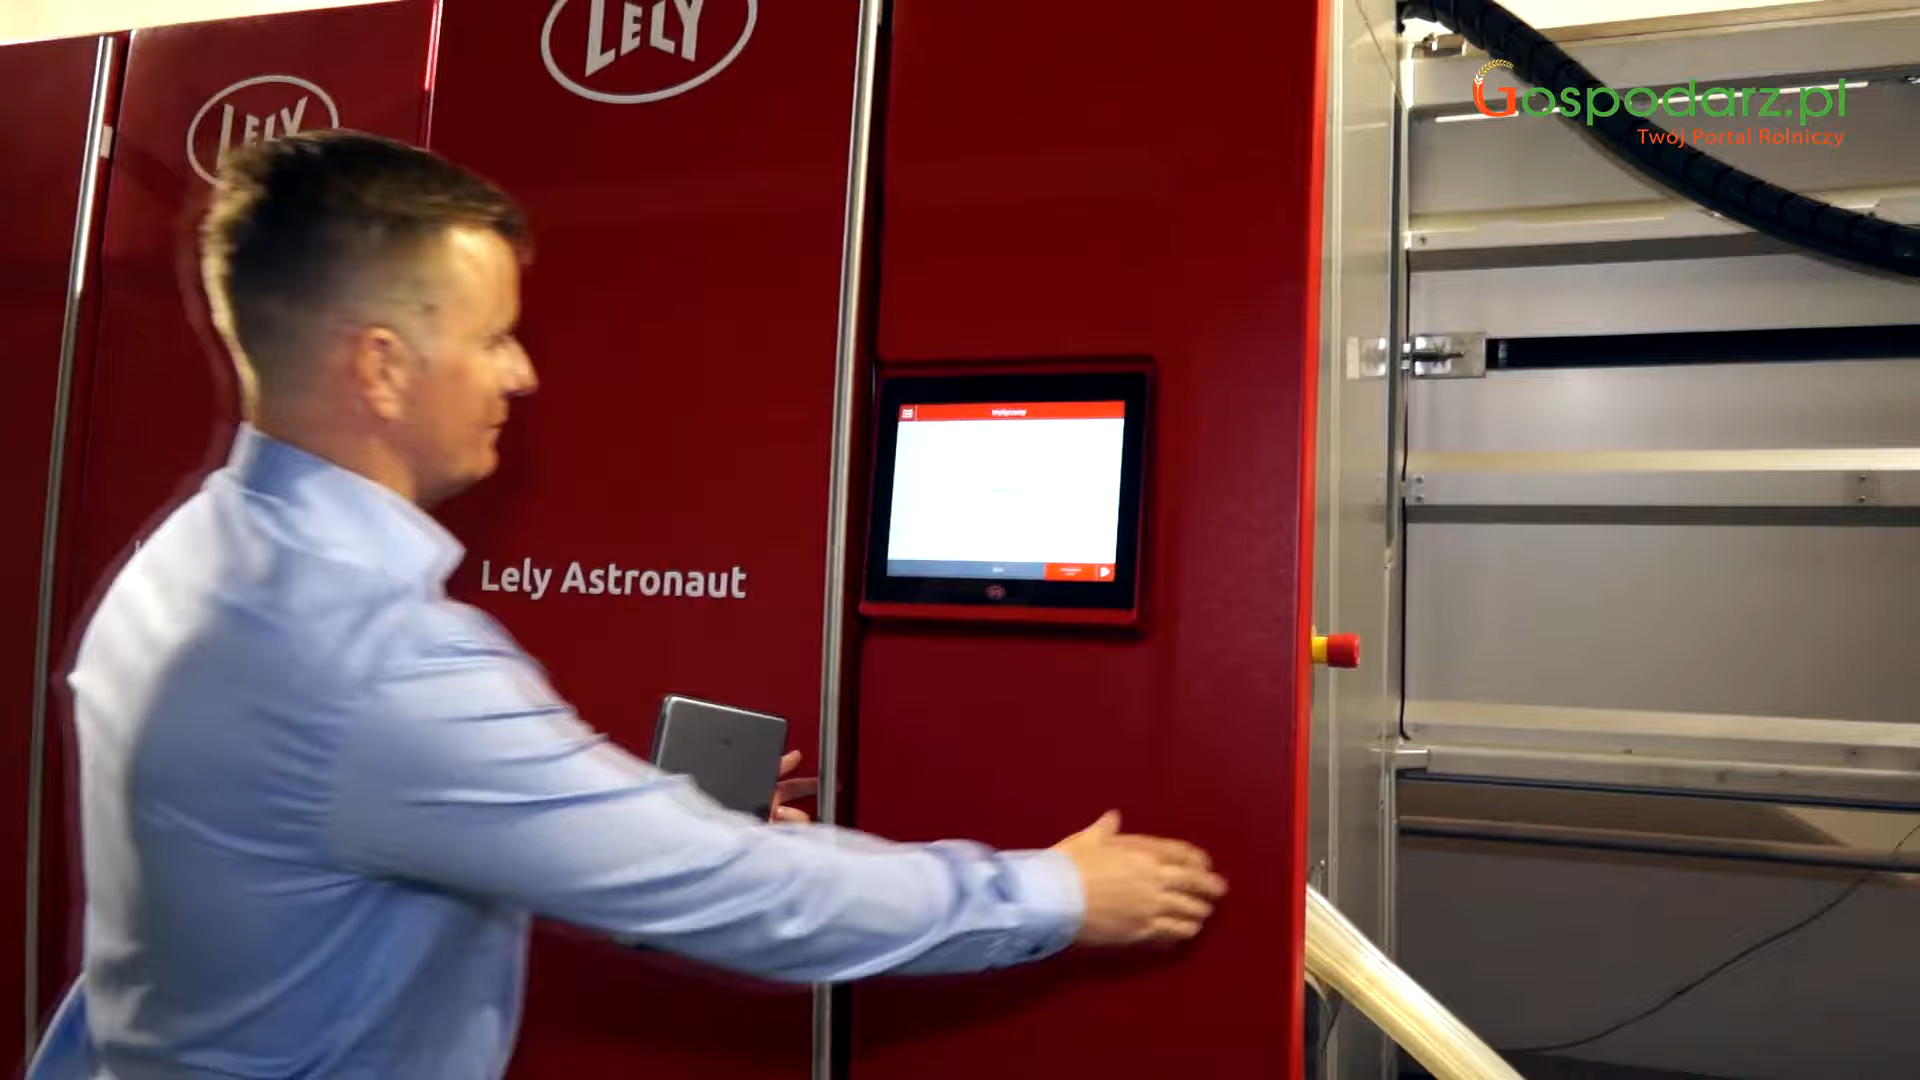 LELY
LELY
Gospodarz.pl
Twój Portal Rolniczy
Lely Astronaut